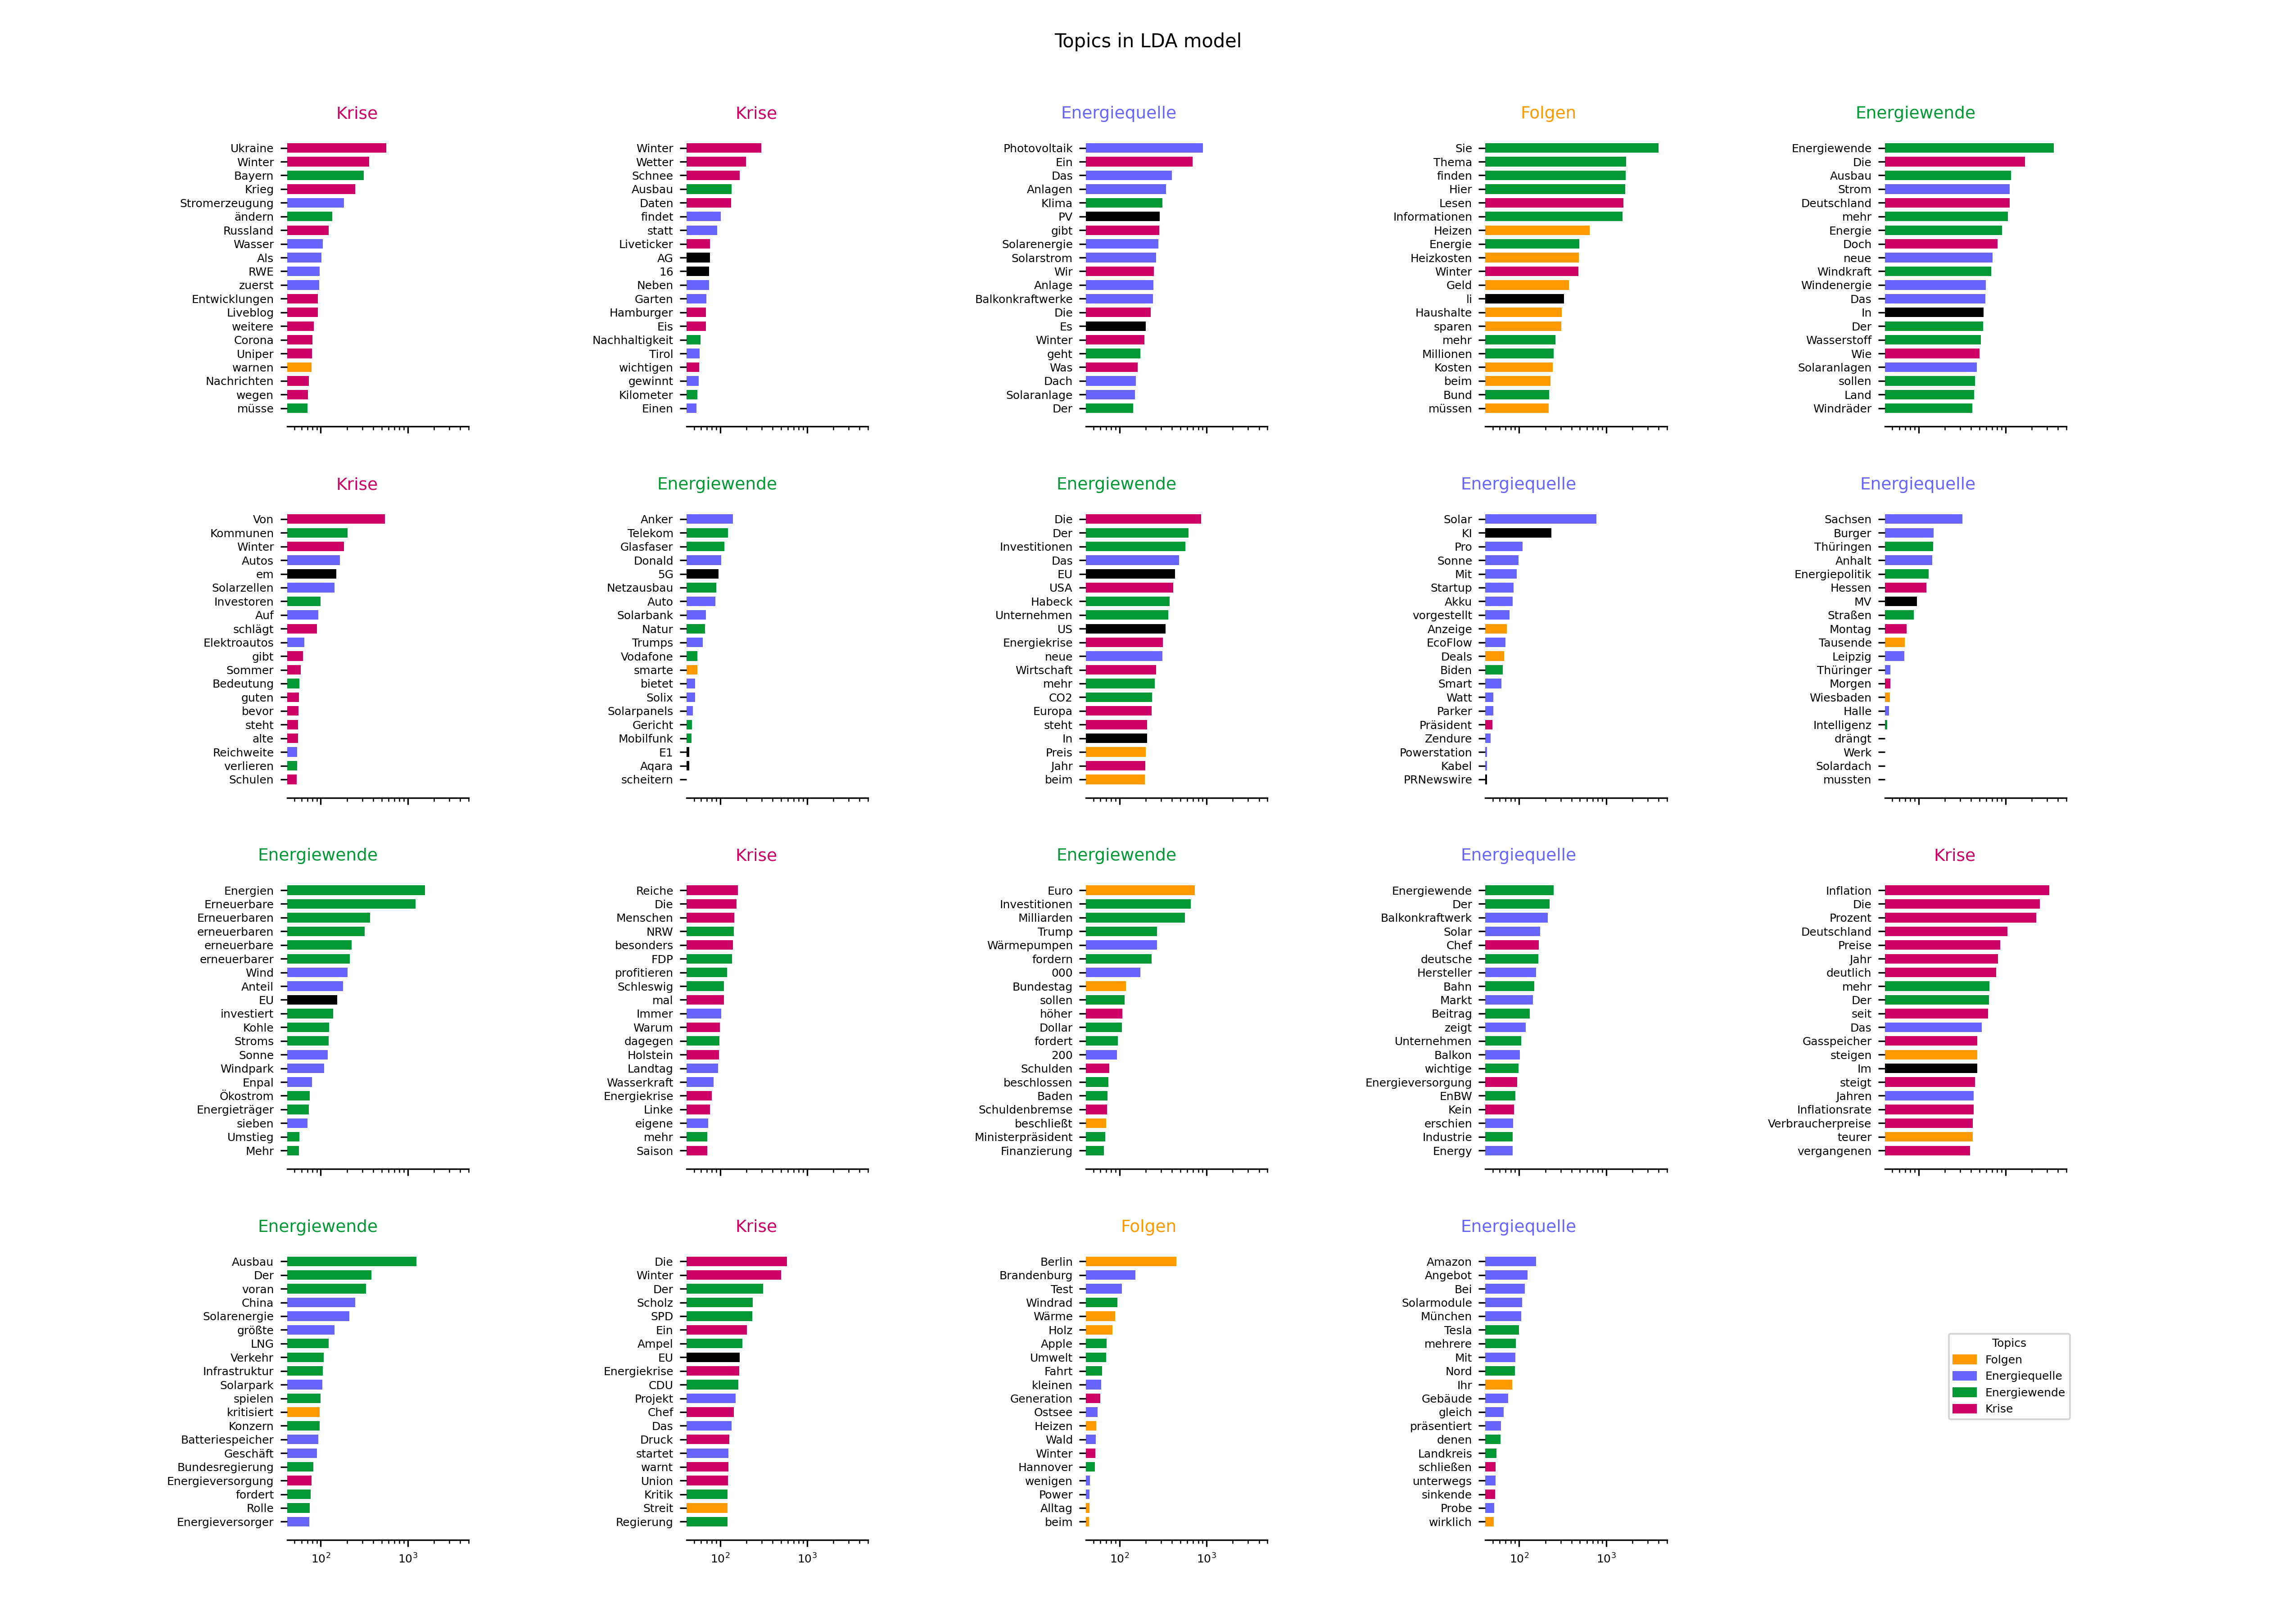 Topics in LDA model
Krise
Ukraine
Winter
Bayern
Krieg
Stromerzeugung
ändern
Russland
Wasser
Als
RWE
zuerst
Entwicklungen
Liveblog
weitere
Corona
Uniper
warnen
Nachrichten
wegen
müsse
Krise
Winter
Wetter
Schnee
Ausbau
Daten
findet
statt
Liveticker
AG
16
Neben
Garten
Hamburger
Eis
Nachhaltigkeit
Tirol
wichtigen
gewinnt
Kilometer
Einen
Energiequelle
Photovoltaik
Ein
Das
Anlagen
Klima
PV
gibt
Solarenergie
Solarstrom
Wir
Anlage
Balkonkraftwerke
Die
Es
Winter
geht
Was
Dach
Solaranlage
Der
Folgen
Sie
Thema
finden
Hier
Lesen
Informationen
Heizen
Energie
Heizkosten
Winter
Geld
li
Haushalte
sparen
mehr
Millionen
Kosten
beim
Bund
müssen
Energiewende
Energiewende
Die
Ausbau
Strom
Deutschland
mehr
Energie
Doch
neue
Windkraft
Windenergie
Das
In
Der
Wasserstoff
Wie
Solaranlagen
sollen
Land
Windräder
Krise
Von
Kommunen
Winter
Autos
em
Solarzellen
Investoren
Auf
schlägt
Elektroautos
gibt
Sommer
Bedeutung
guten
bevor
steht
alte
Reichweite
verlieren
Schulen
Energiewende
Anker
Telekom
Glasfaser
Donald
5G
Netzausbau
Auto
Solarbank
Natur
Trumps
Vodafone
smarte
bietet
Solix
Solarpanels
Gericht
Mobilfunk
E1
Aqara
scheitern
Energiewende
Die
Der
Investitionen
Das
EU
USA
Habeck
Unternehmen
US
Energiekrise
neue
Wirtschaft
mehr
CO2
Europa
steht
In
Preis
Jahr
beim
Energiequelle
Solar
KI
Pro
Sonne
Mit
Startup
Akku
vorgestellt
Anzeige
EcoFlow
Deals
Biden
Smart
Watt
Parker
Präsident
Zendure
Powerstation
Kabel
PRNewswire
Energiequelle
Sachsen
Burger
Thüringen
Anhalt
Energiepolitik
Hessen
MV
Straßen
Montag
Tausende
Leipzig
Thüringer
Morgen
Wiesbaden
Halle
Intelligenz
drängt
Werk
Solardach
mussten
Energiewende
Energien
Erneuerbare
Erneuerbaren
erneuerbaren
erneuerbare
erneuerbarer
Wind
Anteil
EU
investiert
Kohle
Stroms
Sonne
Windpark
Enpal
Ökostrom
Energieträger
sieben
Umstieg
Mehr
Krise
Reiche
Die
Menschen
NRW
besonders
FDP
profitieren
Schleswig
mal
Immer
Warum
dagegen
Holstein
Landtag
Wasserkraft
Energiekrise
Linke
eigene
mehr
Saison
Energiewende
Euro
Investitionen
Milliarden
Trump
Wärmepumpen
fordern
000
Bundestag
sollen
höher
Dollar
fordert
200
Schulden
beschlossen
Baden
Schuldenbremse
beschließt
Ministerpräsident
Finanzierung
Energiequelle
Energiewende
Der
Balkonkraftwerk
Solar
Chef
deutsche
Hersteller
Bahn
Markt
Beitrag
zeigt
Unternehmen
Balkon
wichtige
Energieversorgung
EnBW
Kein
erschien
Industrie
Energy
Krise
Inflation
Die
Prozent
Deutschland
Preise
Jahr
deutlich
mehr
Der
seit
Das
Gasspeicher
steigen
Im
steigt
Jahren
Inflationsrate
Verbraucherpreise
teurer
vergangenen
Energiewende
Ausbau
Der
voran
China
Solarenergie
größte
LNG
Verkehr
Infrastruktur
Solarpark
spielen
kritisiert
Konzern
Batteriespeicher
Geschäft
Bundesregierung
Energieversorgung
fordert
Rolle
Energieversorger
10² 10³
Krise
Die
Winter
Der
Scholz
SPD
Ein
Ampel
EU
Energiekrise
CDU
Projekt
Chef
Das
Druck
startet
warnt
Union
Kritik
Streit
Regierung
10² 10³
Folgen
Berlin
Brandenburg
Test
Windrad
Wärme
Holz
Apple
Umwelt
Fahrt
kleinen
Generation
Ostsee
Heizen
Wald
Winter
Hannover
wenigen
Power
Alltag
beim
10² 10³
Energiequelle
Amazon
Angebot
Bei
Solarmodule
München
Tesla
mehrere
Mit
Nord
Ihr
Gebäude
gleich
präsentiert
denen
Landkreis
schließen
unterwegs
sinkende
Probe
wirklich
10² 10³
Topics
Folgen
Energiequelle
Energiewende
Krise